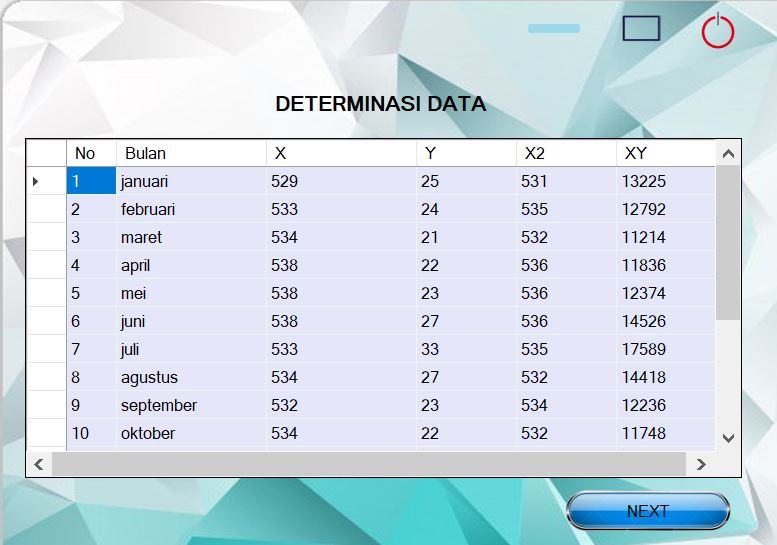 DETERMINASI DATA
No Bulan X Y X2 XY
1 januari 529 25 531 13225
2 februari 533 24 535 12792
3 maret 534 21 532 11214
4 april 538 22 536 11836
5 mei 538 23 536 12374
6 juni 538 27 536 14526
7 juli 533 33 535 17589
8 agustus 534 27 532 14418
9 september 532 23 534 12236
10 oktober 534 22 532 11748
NEXT